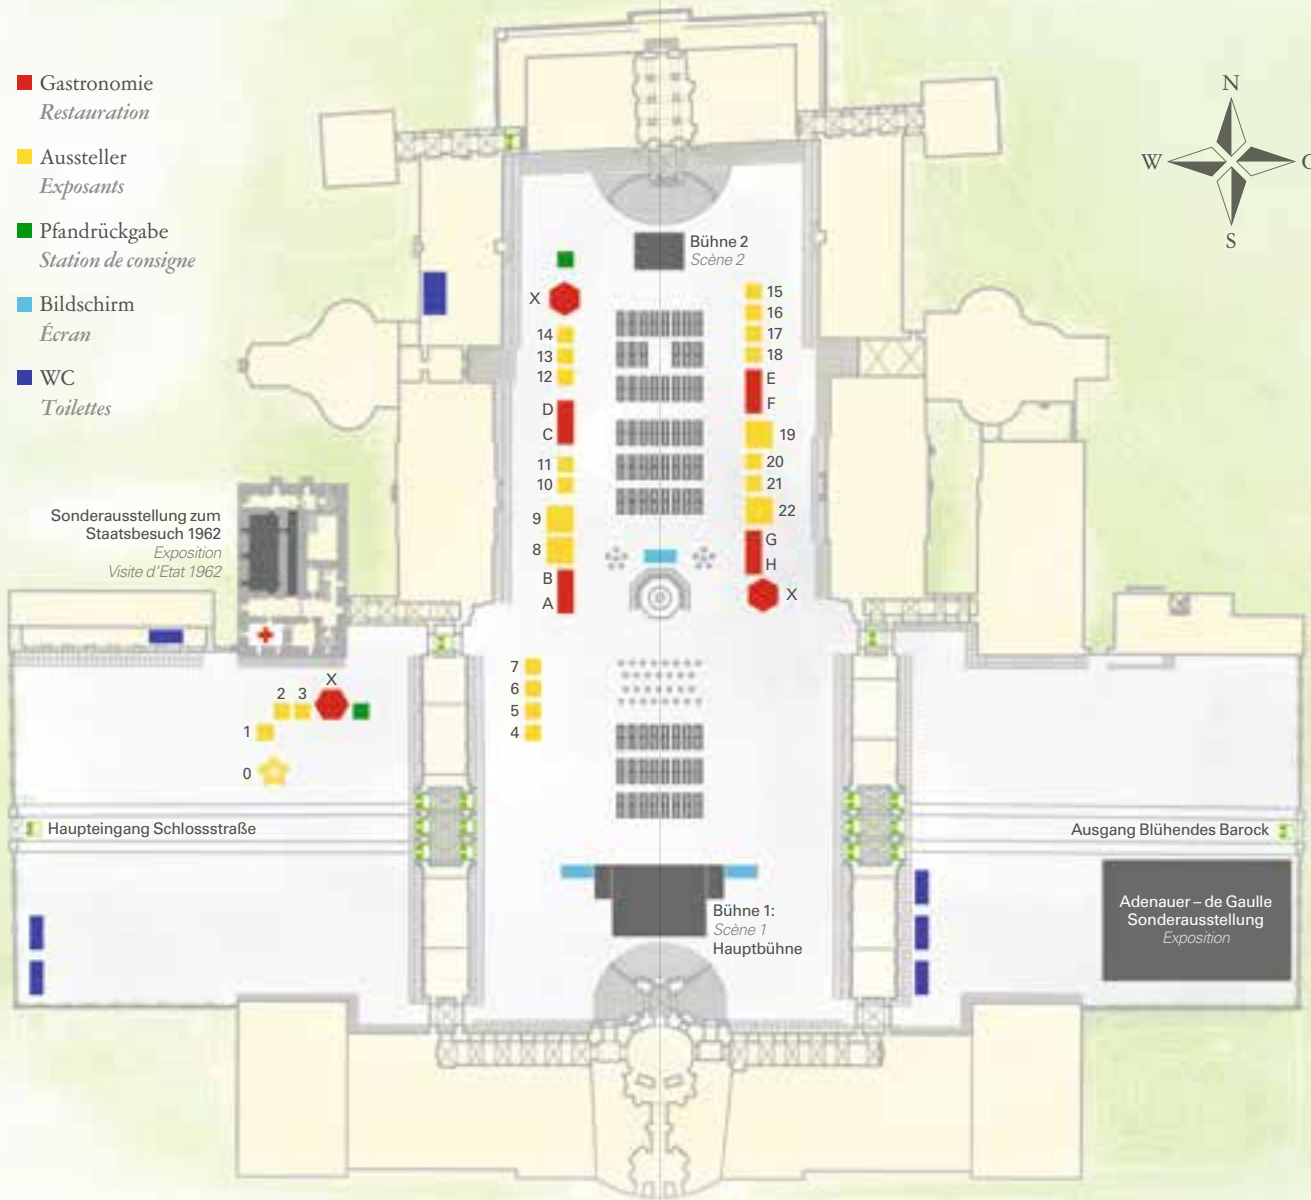 Gastronomie
Restauration
Aussteller
Exposants
Pfandrückgabe
Station de consigne
Bildschirm
Écran
WC
Toilettes
N
W
O
S
Bühne 2
Scène 2
X
14
13
12
D
C
11
10
9
8
B
A
15
16
17
18
E
F
19
20
21
22
G
H
X
Sonderausstellung zum
Staatsbesuch 1962
Exposition
Visite d'Etat 1962
7
6
5
4
X
2 3
1
0
Haupteingang Schlossstraße
Ausgang Blühendes Barock
Bühne 1:
Scène 1
Hauptbühne
Adenauer – de Gaulle
Sonderausstellung
Exposition